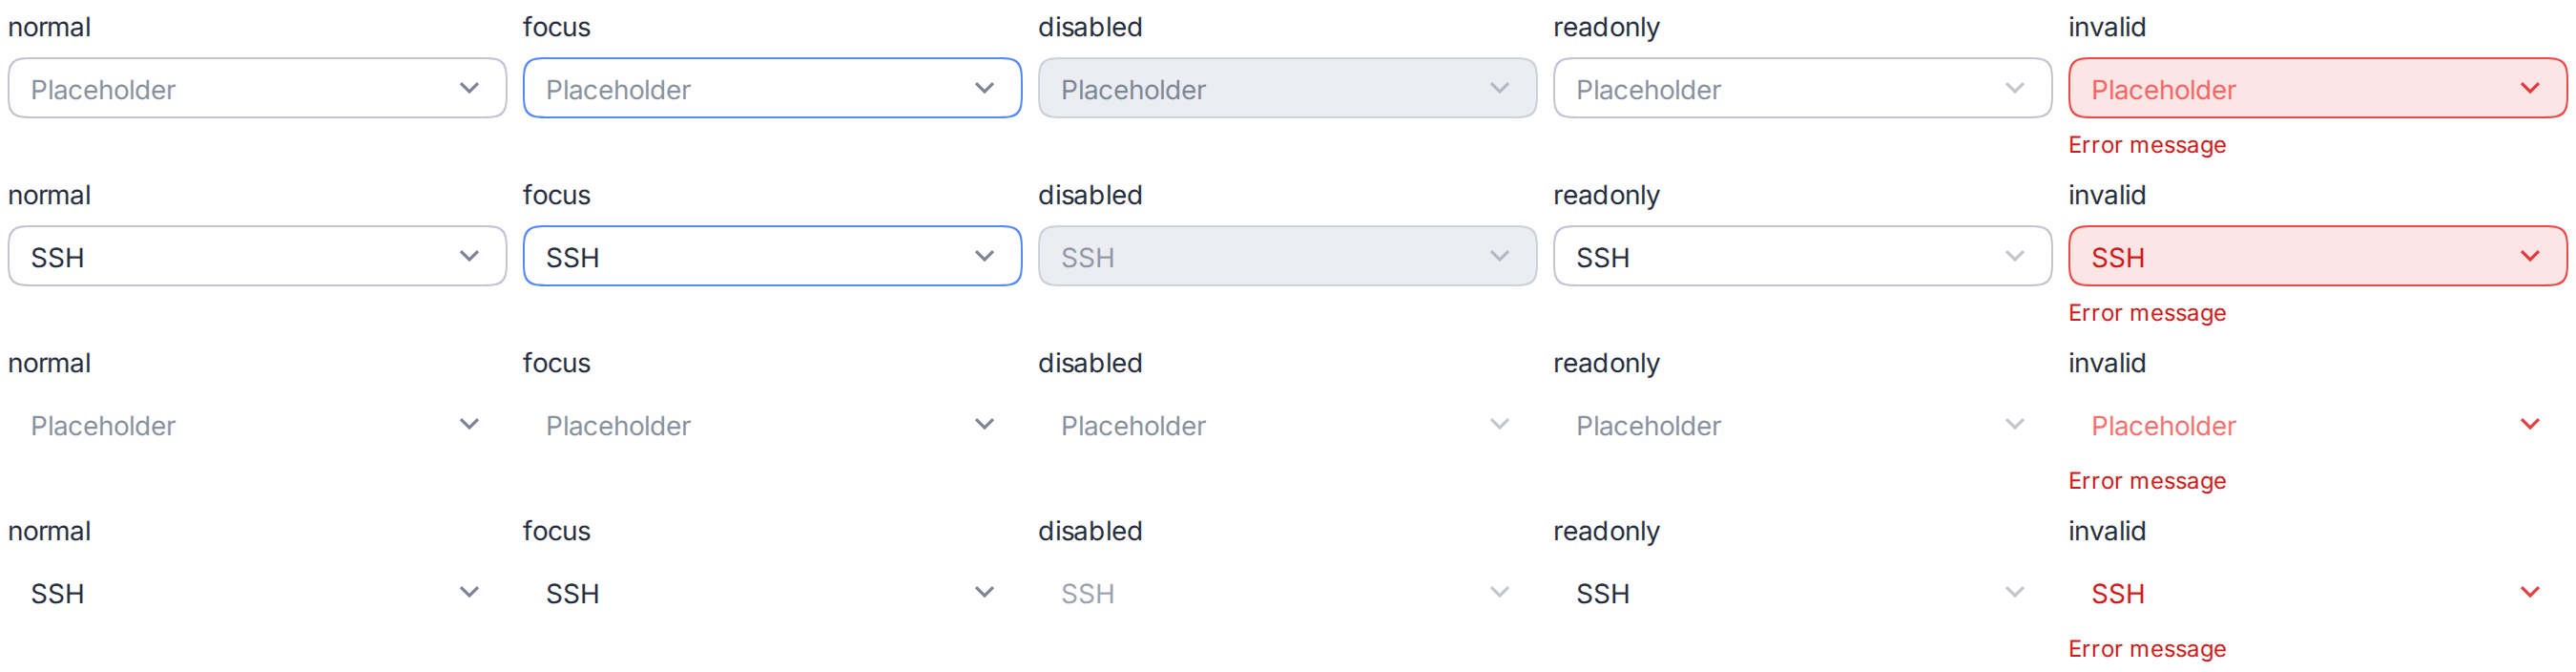 normal focus disabled readonly invalid
Placeholder Placeholder Placeholder Placeholder Placeholder
Error message
normal focus disabled readonly invalid
SSH SSH SSH SSH SSH
Error message
normal focus disabled readonly invalid
Placeholder Placeholder Placeholder Placeholder Placeholder
Error message
normal focus disabled readonly invalid
SSH SSH SSH SSH SSH
Error message